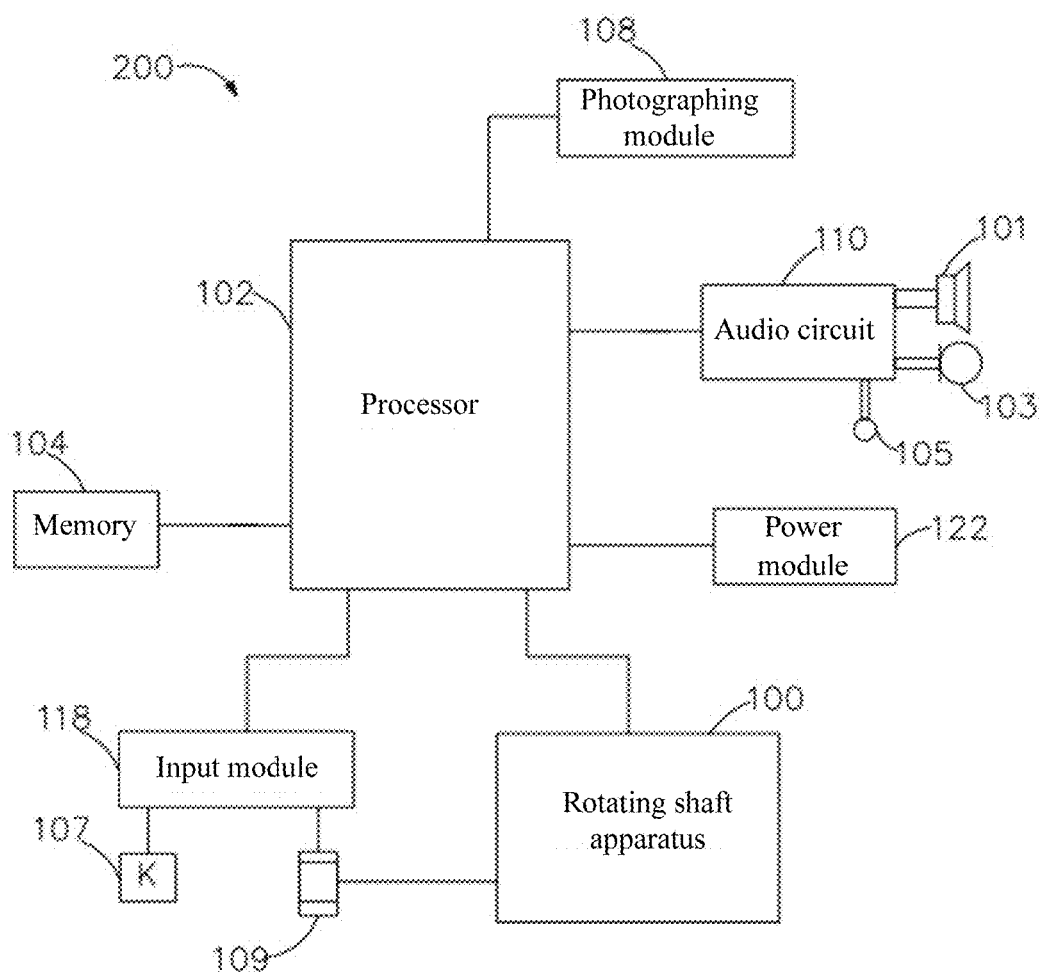 200
108
Photographing
module
110
101
102
Audio circuit
Processor
103
105
104
Memory
Power
module
122
118
Input module
100
Rotating shaft
apparatus
107
K
109